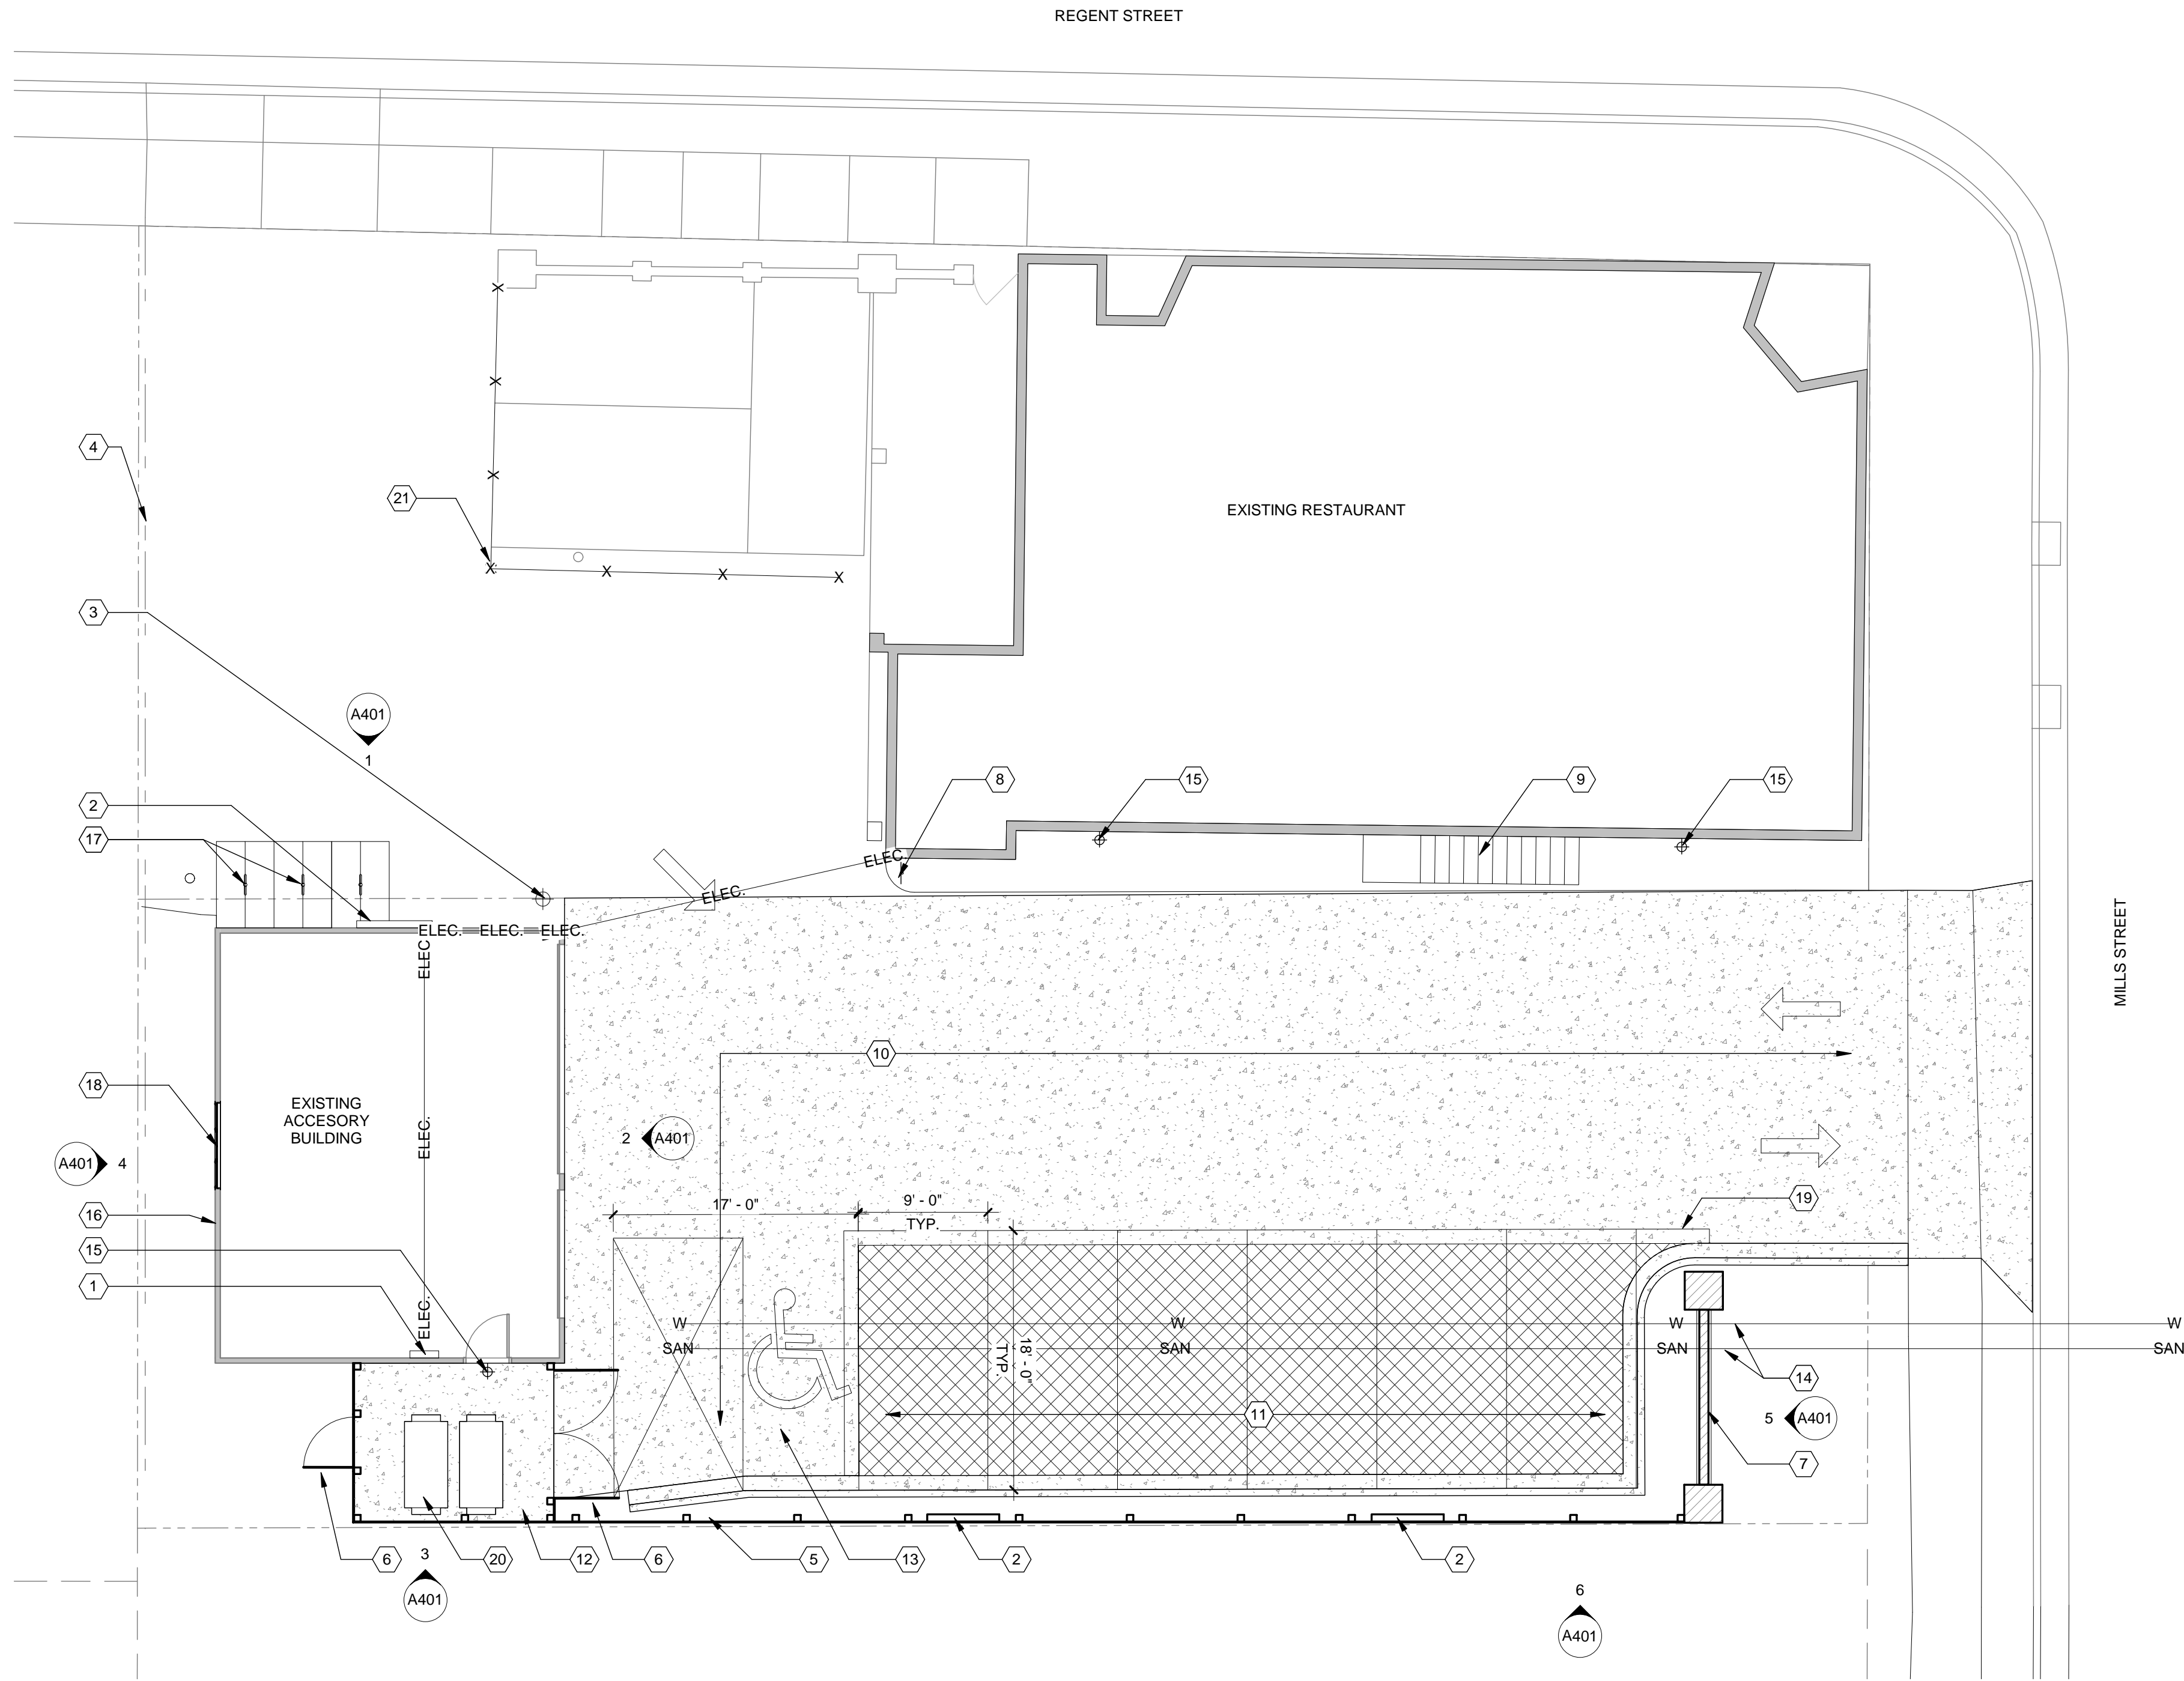 REGENT STREET
4
21
EXISTING RESTAURANT
3
A401
1
8
15
9
15
2
17
ELEC.
ELEC.
ELEC.
ELEC.
ELEC.
ELEC.
MILLS STREET
10
18
EXISTING
ACCESORY
BUILDING
ELEC.
2
A401
A401
4
16
17' - 0"
9' - 0"
TYP.
19
15
1
ELEC.
W
W
W
W
SAN
SAN
SAN
SAN
18' - 0"
TYP.
14
11
5
A401
7
X
X
X
X
X
X
X
6
3
A401
20
12
6
5
13
2
2
6
A401